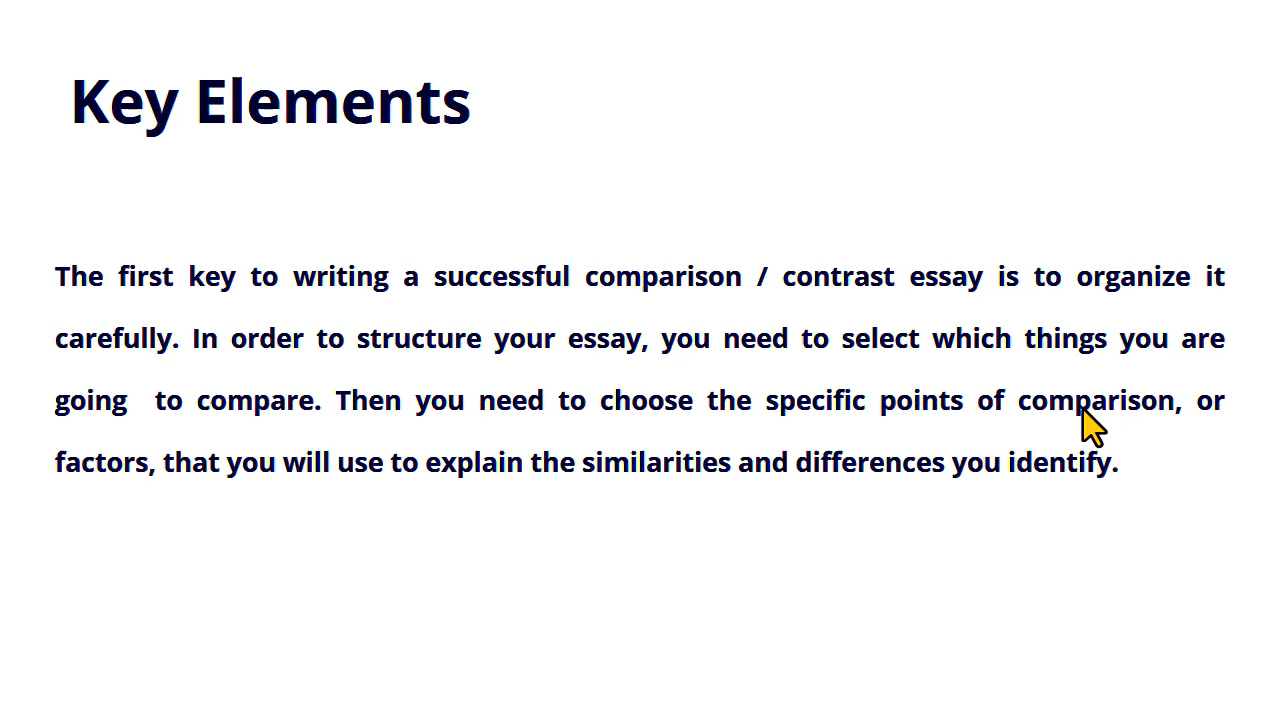 Key Elements
The first key to writing a successful comparison / contrast essay is to organize it
carefully. In order to structure your essay, you need to select which things you are
going to compare. Then you need to choose the specific points of comparison, or
factors, that you will use to explain the similarities and differences you identify.